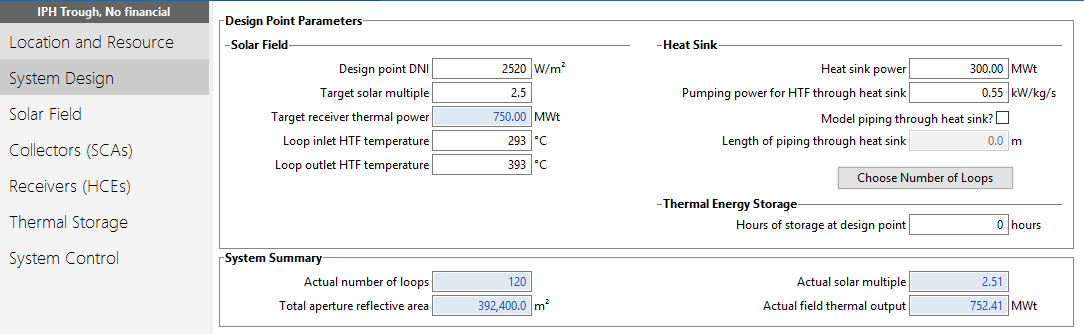 IPH Trough, No financial
Location and Resource
System Design
Solar Field
Collectors (SCAs)
Receivers (HCEs)
Thermal Storage
System Control
Design Point Parameters
Solar Field
Design point DNI 2520 W/m²
Target solar multiple 2.5
Target receiver thermal power 750.00 MWt
Loop inlet HTF temperature 293 °C
Loop outlet HTF temperature 393 °C
Heat Sink
Heat sink power 300.00 MWt
Pumping power for HTF through heat sink 0.55 kW/kg/s
Model piping through heat sink?
Length of piping through heat sink 0.0 m
Choose Number of Loops
Thermal Energy Storage
Hours of storage at design point 0 hours
System Summary
Actual number of loops 120
Total aperture reflective area 392,400.0 m²
Actual solar multiple 2.51
Actual field thermal output 752.41 MWt